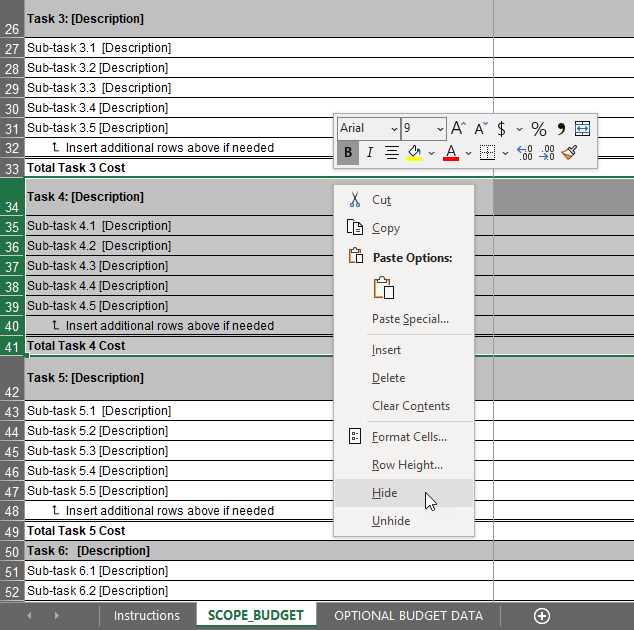 26 Task 3: [Description]
27 Sub-task 3.1 [Description]
28 Sub-task 3.2 [Description]
29 Sub-task 3.3 [Description]
30 Sub-task 3.4 [Description]
31 Sub-task 3.5 [Description]
32 Insert additional rows above if needed
33 Total Task 3 Cost
34 Task 4: [Description]
35 Sub-task 4.1 [Description]
36 Sub-task 4.2 [Description]
37 Sub-task 4.3 [Description]
38 Sub-task 4.4 [Description]
39 Sub-task 4.5 [Description]
40 Insert additional rows above if needed
41 Total Task 4 Cost
42 Task 5: [Description]
43 Sub-task 5.1 [Description]
44 Sub-task 5.2 [Description]
45 Sub-task 5.3 [Description]
46 Sub-task 5.4 [Description]
47 Sub-task 5.5 [Description]
48 Insert additional rows above if needed
49 Total Task 5 Cost
50 Task 6: [Description]
51 Sub-task 6.1 [Description]
52 Sub-task 6.2 [Description]
Arial 9 A A $ % ,
B I A .00 .00
Cut
Copy
Paste Options:
Paste Special...
Insert
Delete
Clear Contents
Format Cells...
Row Height...
Hide
Unhide
Instructions SCOPE_BUDGET OPTIONAL BUDGET DATA